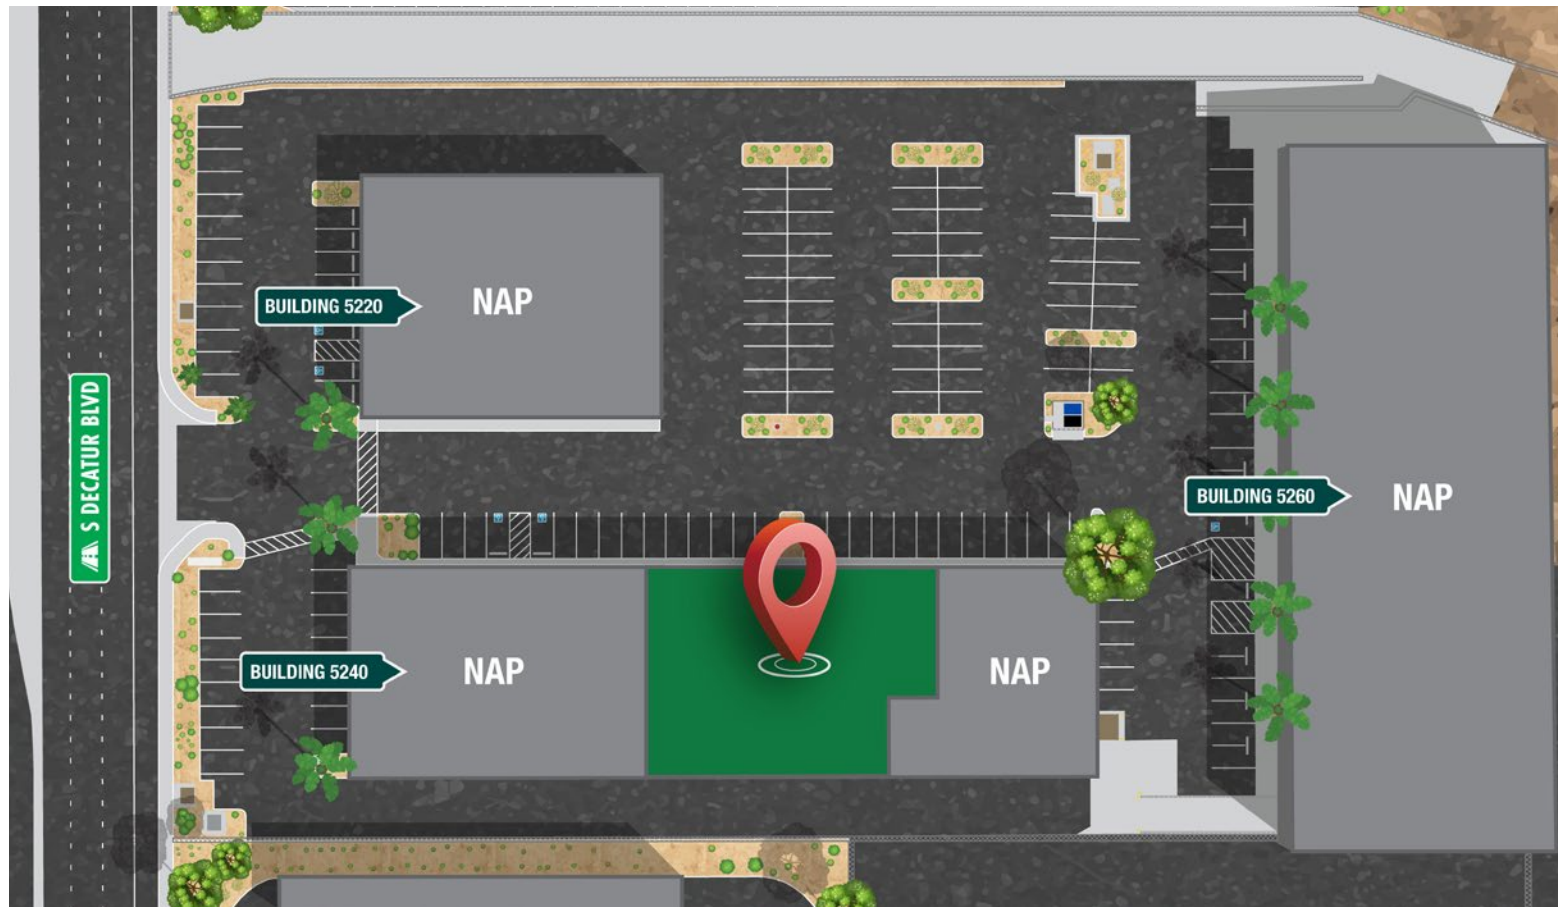 BUILDING 5220
NAP
S DECATUR BLVD
BUILDING 5260
NAP
BUILDING 5240
NAP
NAP